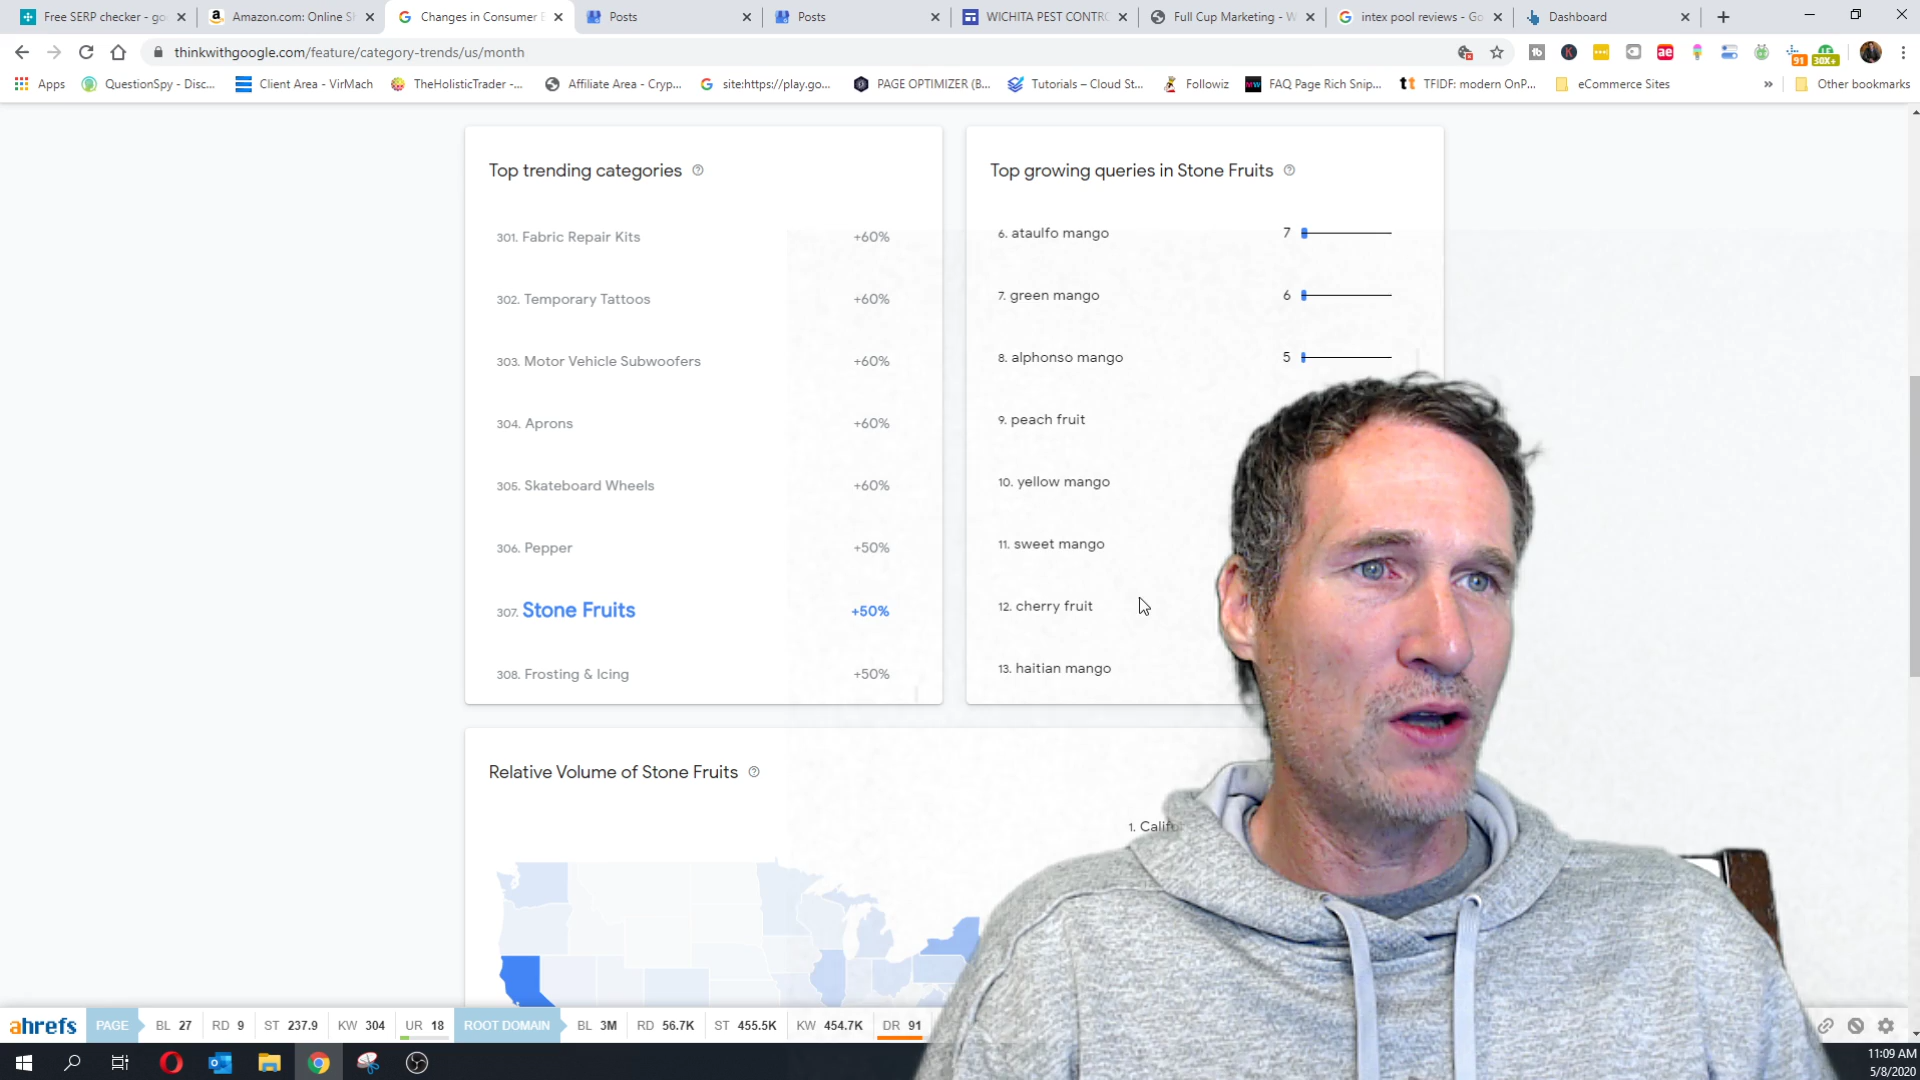 Free SERP checker - go
Amazon.com: Online Sh
Changes in Consumer B
Posts
Posts
WICHITA PEST CONTRO
Full Cup Marketing - W
intex pool reviews - Go
Dashboard
thinkwithgoogle.com/feature/category-trends/us/month
91
30X+
Apps
QuestionSpy - Disc...
Client Area - VirMach
TheHolisticTrader -...
Affiliate Area - Cryp...
site:https://play.go...
PAGE OPTIMIZER (B...
Tutorials – Cloud St...
Followiz
FAQ Page Rich Snip...
TFIDF: modern OnP...
eCommerce Sites
»
Other bookmarks
Top trending categories
301. Fabric Repair Kits +60%
302. Temporary Tattoos +60%
303. Motor Vehicle Subwoofers +60%
304. Aprons +60%
305. Skateboard Wheels +60%
306. Pepper +50%
307. Stone Fruits +50%
308. Frosting & Icing +50%
Top growing queries in Stone Fruits
6. ataulfo mango 7
7. green mango 6
8. alphonso mango 5
9. peach fruit
10. yellow mango
11. sweet mango
12. cherry fruit
13. haitian mango
Relative Volume of Stone Fruits
1. Califo
ahrefs PAGE BL 27 RD 9 ST 237.9 KW 304 UR 18 ROOT DOMAIN BL 3M RD 56.7K ST 455.5K KW 454.7K DR 91
11:09 AM
5/8/2020